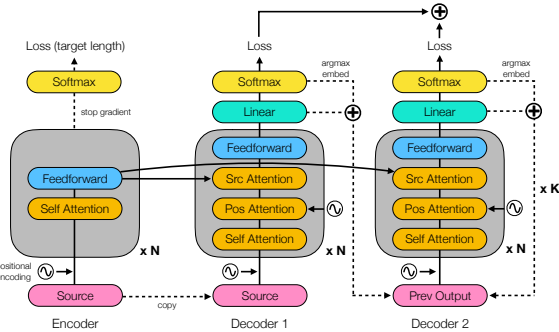 Loss (target length)
Loss
Loss
Softmax
Softmax
argmax
embed
Softmax
argmax
embed
stop gradient
Linear
Linear
Feedforward
Feedforward
Feedforward
Src Attention
Src Attention
x K
Self Attention
Pos Attention
Pos Attention
Self Attention
Self Attention
x N
x N
x N
ositional
ncoding
Source
copy
Source
Prev Output
Encoder
Decoder 1
Decoder 2